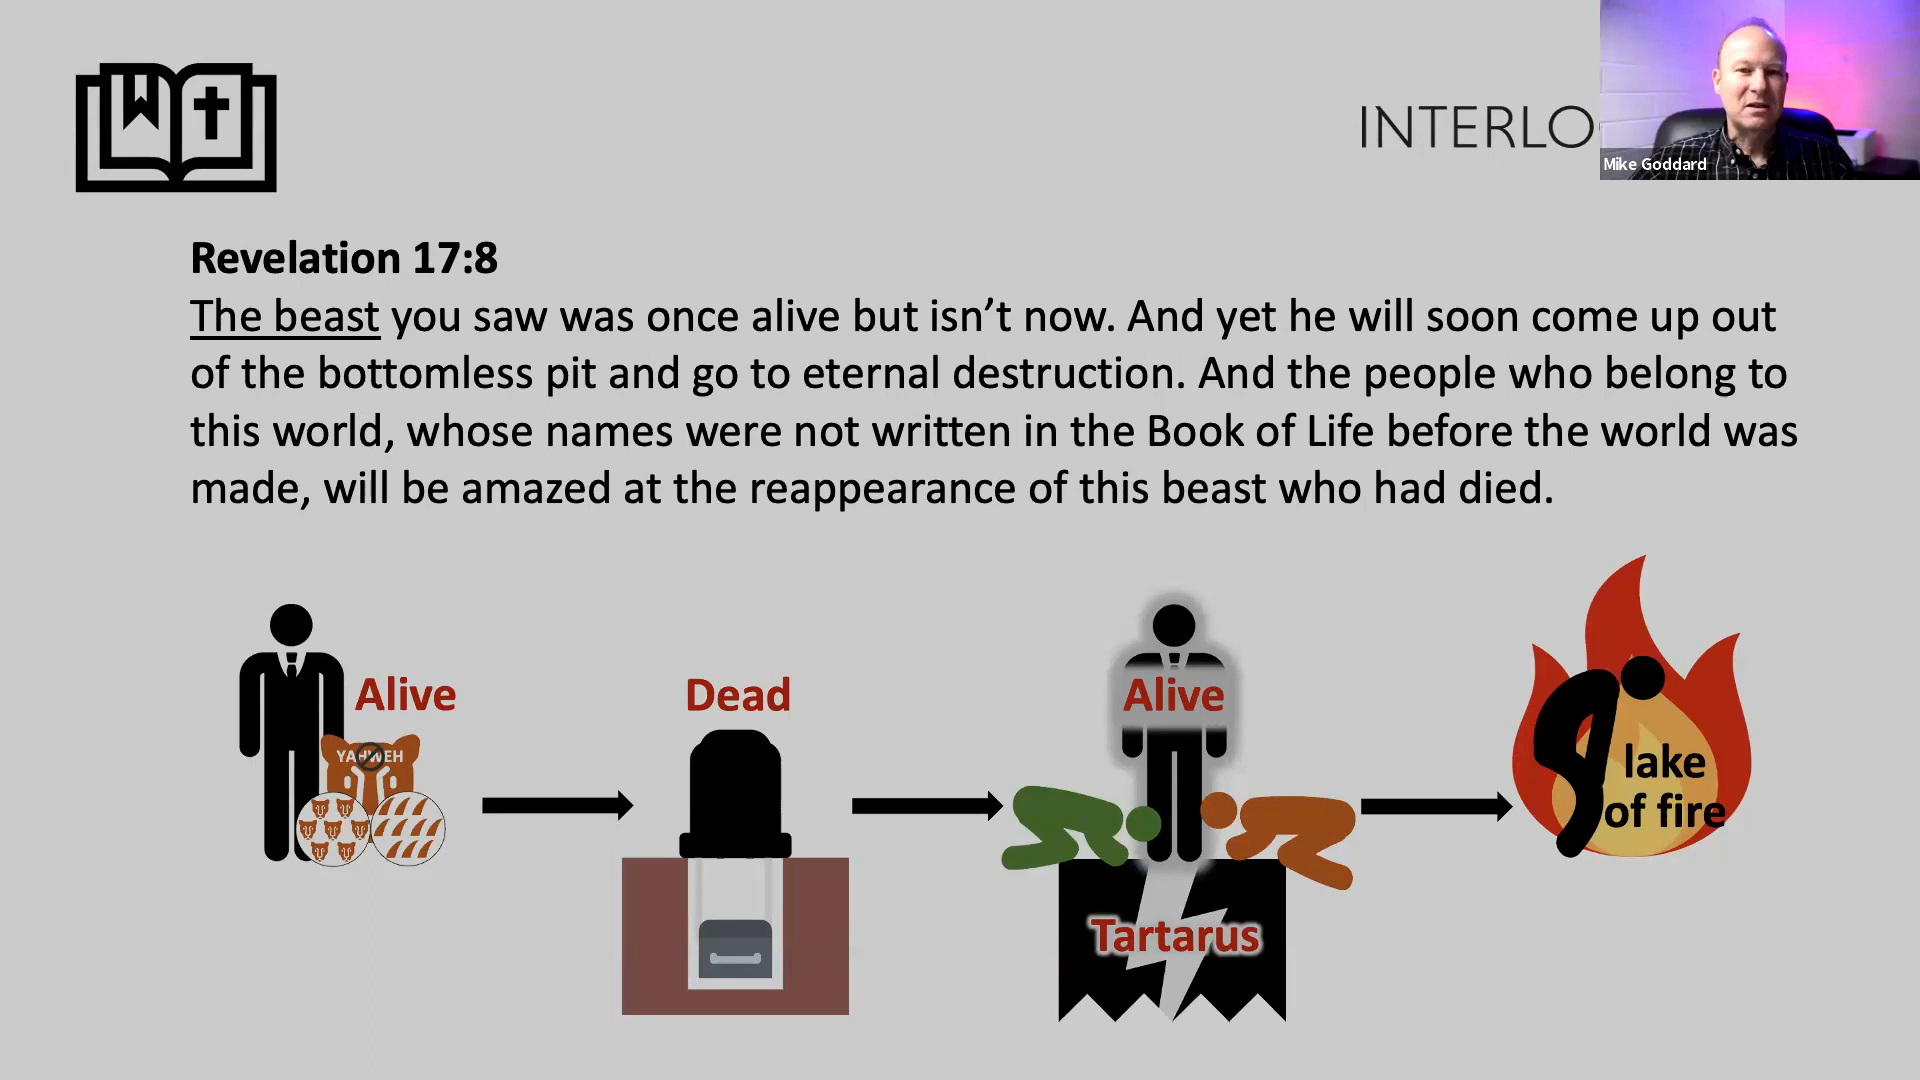 INTERLO
Mike Goddard
Revelation 17:8
The beast you saw was once alive but isn’t now. And yet he will soon come up out
of the bottomless pit and go to eternal destruction. And the people who belong to
this world, whose names were not written in the Book of Life before the world was
made, will be amazed at the reappearance of this beast who had died.
Alive
YAHWEH
Dead
Alive
Tartarus
lake
of fire